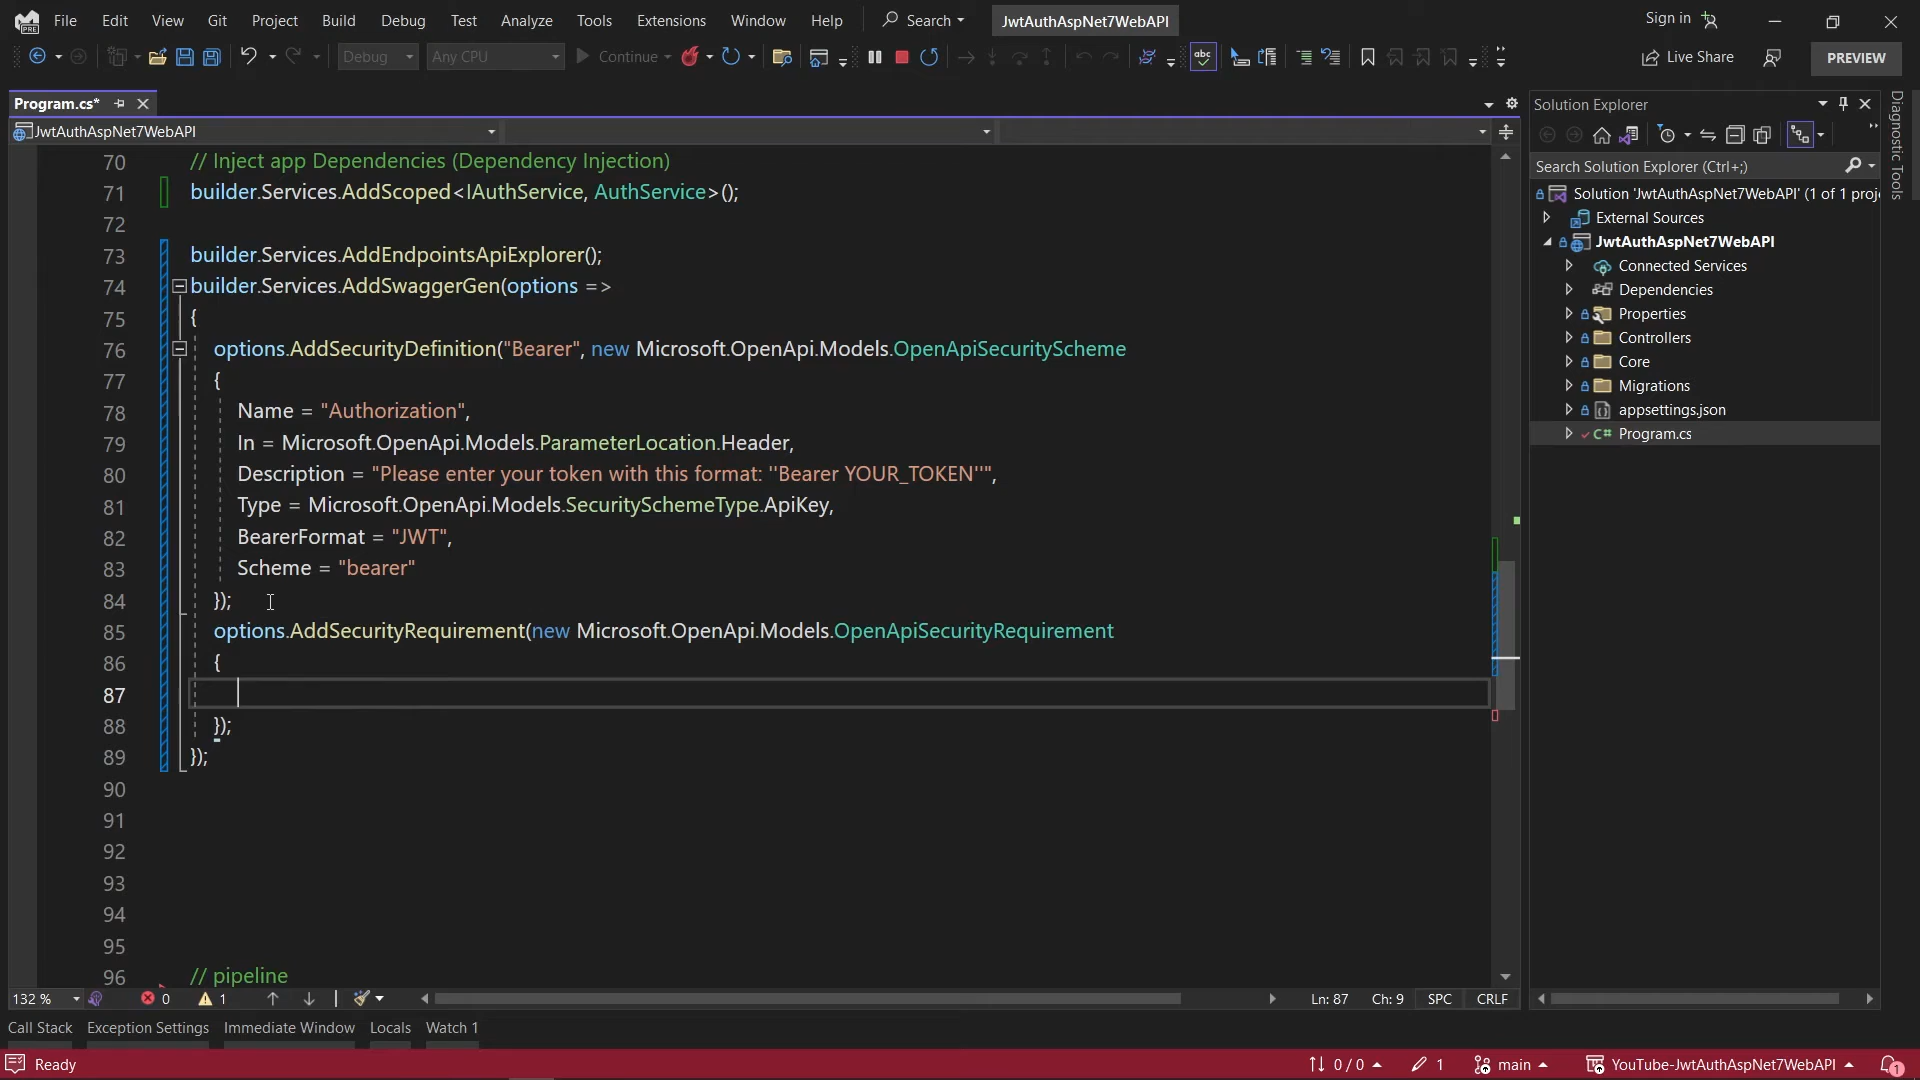 File Edit View Git Project Build Debug Test Analyze Tools Extensions Window Help Search JwtAuthAspNet7WebAPI Sign in
PRE
Debug Any CPU Continue abc Live Share PREVIEW
Program.cs* Solution Explorer
JwtAuthAspNet7WebAPI
Diagnostic Tools
Search Solution Explorer (Ctrl+;)
Solution 'JwtAuthAspNet7WebAPI' (1 of 1 proj
External Sources
JwtAuthAspNet7WebAPI
Connected Services
Dependencies
Properties
Controllers
Core
Migrations
appsettings.json
C# Program.cs
70 // Inject app Dependencies (Dependency Injection)
71 builder.Services.AddScoped<IAuthService, AuthService>();
72
73 builder.Services.AddEndpointsApiExplorer();
74 builder.Services.AddSwaggerGen(options =>
75 {
76 options.AddSecurityDefinition("Bearer", new Microsoft.OpenApi.Models.OpenApiSecurityScheme
77 {
78 Name = "Authorization",
79 In = Microsoft.OpenApi.Models.ParameterLocation.Header,
80 Description = "Please enter your token with this format: ''Bearer YOUR_TOKEN''",
81 Type = Microsoft.OpenApi.Models.SecuritySchemeType.ApiKey,
82 BearerFormat = "JWT",
83 Scheme = "bearer"
84 });
85 options.AddSecurityRequirement(new Microsoft.OpenApi.Models.OpenApiSecurityRequirement
86 {
87
88 });
89 });
90
91
92
93
94
95
96 // pipeline
132 % 0 1 Ln: 87 Ch: 9 SPC CRLF
Call Stack Exception Settings Immediate Window Locals Watch 1
Ready 0 / 0 1 main YouTube-JwtAuthAspNet7WebAPI 1